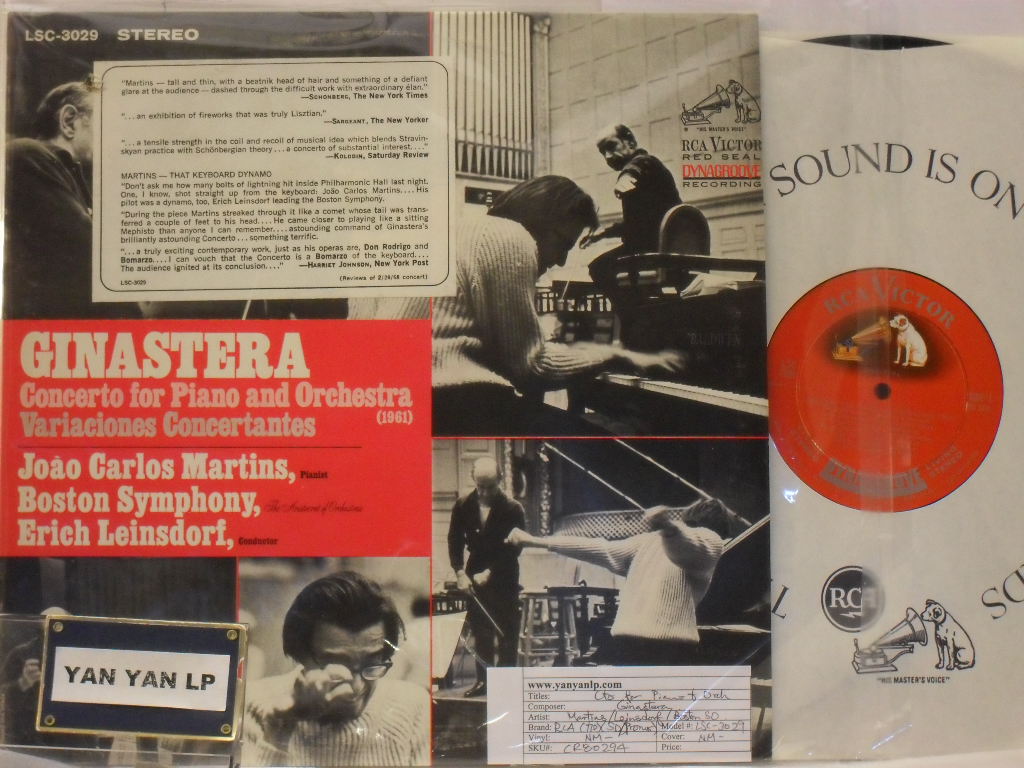 LSC-3029 STEREO
"Martins — tall and thin, with a beatnik head of hair and something of a defiant
glare at the audience — dashed through the difficult work with extraordinary élan."
—SCHONBERG, The New York Times
"...an exhibition of fireworks that was truly Lisztian."
—SARGEANT, The New Yorker
"...a tensile strength in the coil and recoil of musical idea which blends Stravin-
skyan practice with Schönbergian theory...a concerto of substantial interest...."
—KOLODIN, Saturday Review
MARTINS — THAT KEYBOARD DYNAMO
"Don't ask me how many bolts of lightning hit inside Philharmonic Hall last night.
One, I know, shot straight up from the keyboard: João Carlos Martins.... His
pilot was a dynamo, too, Erich Leinsdorf leading the Boston Symphony.
"During the piece Martins streaked through it like a comet whose tail was trans-
ferred a couple of feet to his head.... He came closer to playing like a sitting
Mephisto than anyone I can remember....astounding command of Ginastera's
brilliantly astounding Concerto...something terrific.
"...a truly exciting contemporary work, just as his operas are, Don Rodrigo and
Bomarzo....I can vouch that the Concerto is a Bomarzo of the keyboard....
The audience ignited at its conclusion...." —HARRIET JOHNSON, New York Post
(Reviews of 2/28/68 concert)
LSC-3029
"HIS MASTER'S VOICE"
RCA VICTOR
RED SEAL
DYNAGROOVE
RECORDING
BALDWIN
GINASTERA
Concerto for Piano and Orchestra
(1961)
Variaciones Concertantes
João Carlos Martins, Pianist
Boston Symphony, The Aristocrat of Orchestras
Erich Leinsdorf, Conductor
YAN YAN LP
www.yanyanlp.com
Titles: Cto for Piano & Orch
Composer: Ginastera
Artist: Martins/Leinsdorf/Boston SO
Brand: RCA Model #: LSC-3029
Vinyl: NM- Cover: NM-
SKU#: CR80294 Price:
SOUND IS ON
RCA VICTOR
DYNAGROOVE
STEREO
RCA
"HIS MASTER'S VOICE"